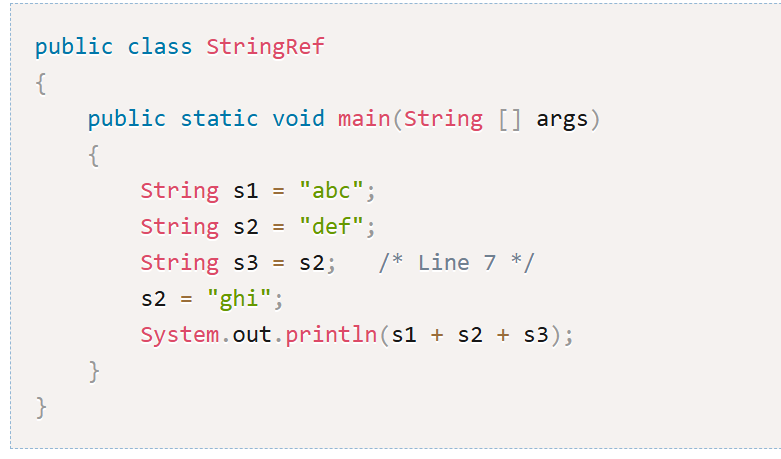 public class StringRef
{
    public static void main(String [] args)
    {
        String s1 = "abc";
        String s2 = "def";
        String s3 = s2;   /* Line 7 */
        s2 = "ghi";
        System.out.println(s1 + s2 + s3);
    }
}